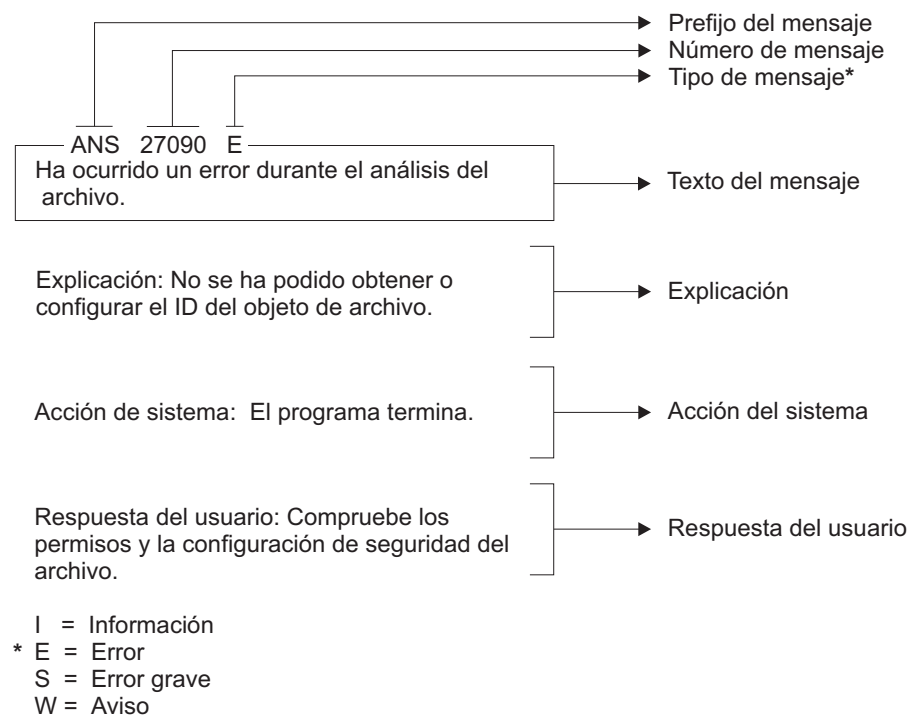 Prefijo del mensaje
Número de mensaje
Tipo de mensaje*
ANS 27090 E
Ha ocurrido un error durante el análisis del
archivo.
Texto del mensaje
Explicación: No se ha podido obtener o
configurar el ID del objeto de archivo.
Explicación
Acción de sistema: El programa termina.
Acción del sistema
Respuesta del usuario: Compruebe los
permisos y la configuración de seguridad del
archivo.
Respuesta del usuario
I = Información
* E = Error
S = Error grave
W = Aviso